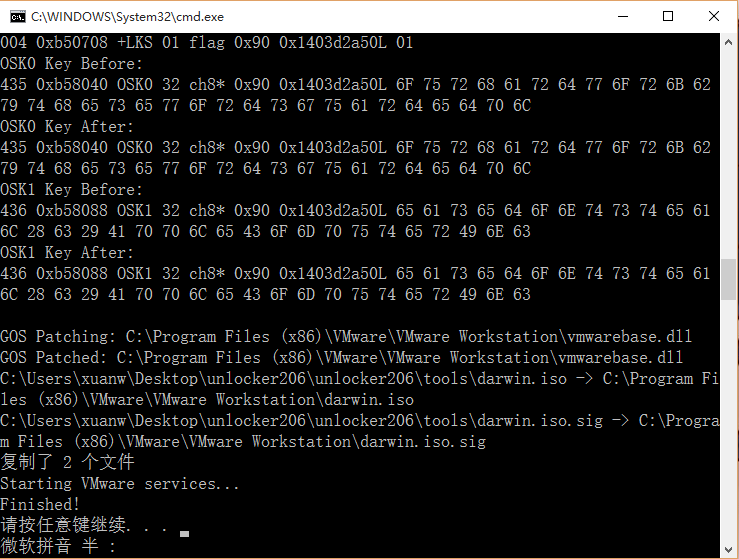 C:\WINDOWS\System32\cmd.exe
004 0xb50708 +LKS 01 flag 0x90 0x1403d2a50L 01
OSK0 Key Before:
435 0xb58040 OSK0 32 ch8* 0x90 0x1403d2a50L 6F 75 72 68 61 72 64 77 6F 72 6B 62
79 74 68 65 73 65 77 6F 72 64 73 67 75 61 72 64 65 64 70 6C
OSK0 Key After:
435 0xb58040 OSK0 32 ch8* 0x90 0x1403d2a50L 6F 75 72 68 61 72 64 77 6F 72 6B 62
79 74 68 65 73 65 77 6F 72 64 73 67 75 61 72 64 65 64 70 6C
OSK1 Key Before:
436 0xb58088 OSK1 32 ch8* 0x90 0x1403d2a50L 65 61 73 65 64 6F 6E 74 73 74 65 61
6C 28 63 29 41 70 70 6C 65 43 6F 6D 70 75 74 65 72 49 6E 63
OSK1 Key After:
436 0xb58088 OSK1 32 ch8* 0x90 0x1403d2a50L 65 61 73 65 64 6F 6E 74 73 74 65 61
6C 28 63 29 41 70 70 6C 65 43 6F 6D 70 75 74 65 72 49 6E 63
GOS Patching: C:\Program Files (x86)\VMware\VMware Workstation\vmwarebase.dll
GOS Patched: C:\Program Files (x86)\VMware\VMware Workstation\vmwarebase.dll
C:\Users\xuanw\Desktop\unlocker206\unlocker206\tools\darwin.iso -> C:\Program Fi
les (x86)\VMware\VMware Workstation\darwin.iso
C:\Users\xuanw\Desktop\unlocker206\unlocker206\tools\darwin.iso.sig -> C:\Progra
m Files (x86)\VMware\VMware Workstation\darwin.iso.sig
复制了 2 个文件
Starting VMware services...
Finished!
请按任意键继续. . .
微软拼音 半 :